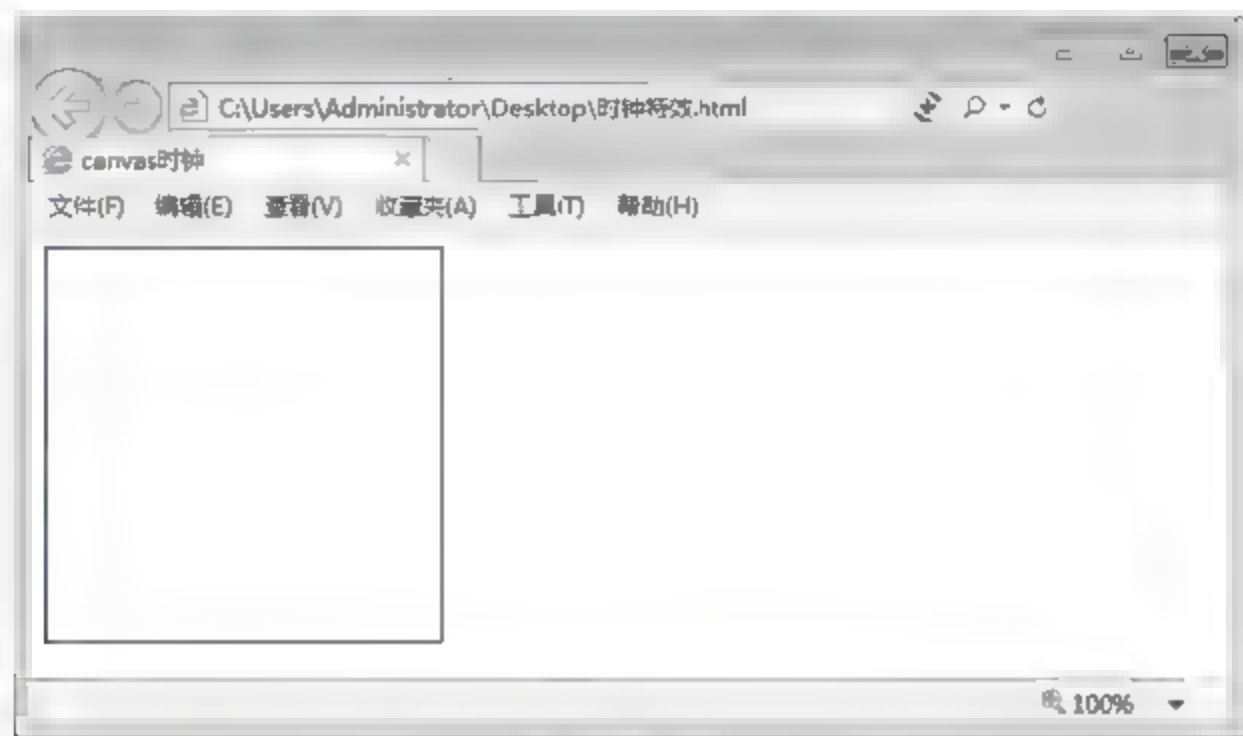 C:\Users\Administrator\Desktop\时钟特效.html
canvas时钟
文件(F) 编辑(E) 查看(V) 收藏夹(A) 工具(T) 帮助(H)
100%